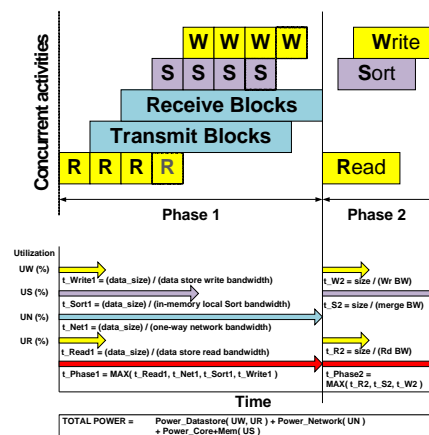 Concurrent activities
W W W W
Write
S S S S
Sort
Receive Blocks
Transmit Blocks
R R R R
Read
Phase 1
Phase 2
Utilization
UW (%)
t_Write1 = (data_size) / (data store write bandwidth)
t_W2 = size / (Wr BW)
US (%)
t_Sort1 = (data_size) / (in-memory local Sort bandwidth)
t_S2 = size / (merge BW)
UN (%)
t_Net1 = (data_size) / (one-way network bandwidth)
UR (%)
t_Read1 = (data_size) / (data store read bandwidth)
t_R2 = size / (Rd BW)
t_Phase1 = MAX( t_Read1, t_Net1, t_Sort1, t_Write1 )
t_Phase2 =
MAX( t_R2, t_S2, t_W2 )
Time
TOTAL POWER = Power_Datastore( UW, UR ) + Power_Network( UN )
+ Power_Core+Mem( US )